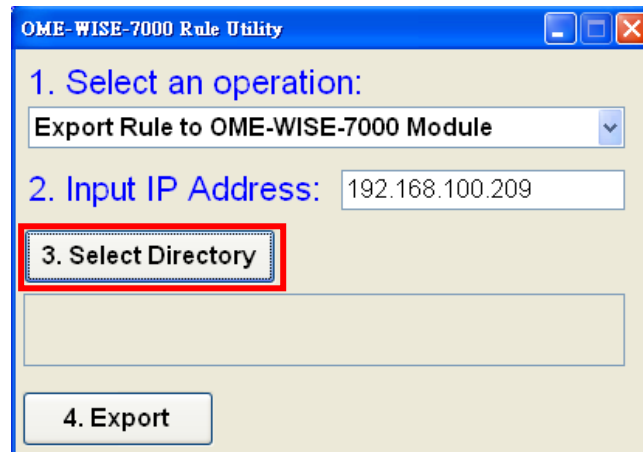 OME-WISE-7000 Rule Utility
1. Select an operation:
Export Rule to OME-WISE-7000 Module
2. Input IP Address: 192.168.100.209
3. Select Directory
4. Export